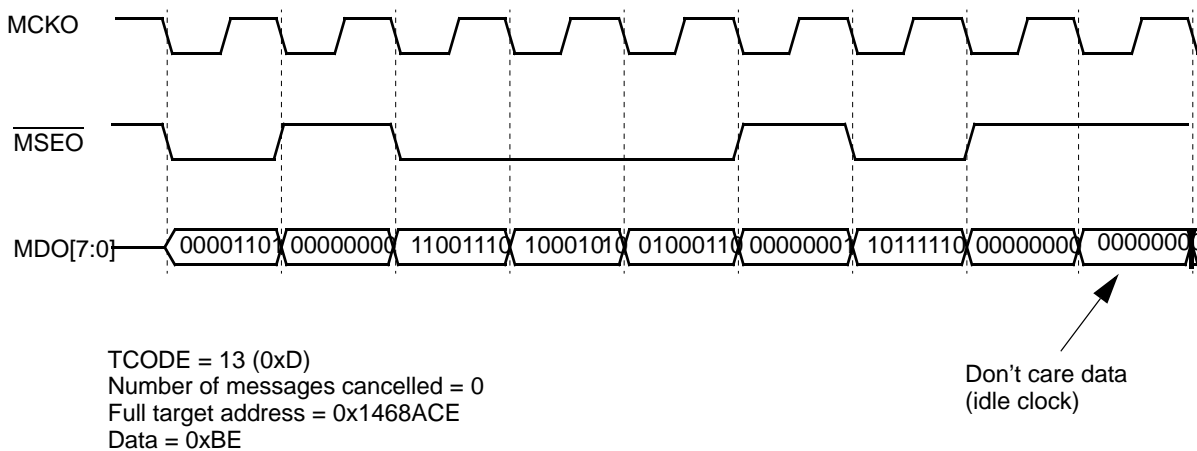 MCKO
MSEO
MDO[7:0]
00001101 00000000 11001110 10001010 01000110 00000001 10111110 00000000 0000000
TCODE = 13 (0xD)
Number of messages cancelled = 0
Full target address = 0x1468ACE
Data = 0xBE
Don't care data
(idle clock)